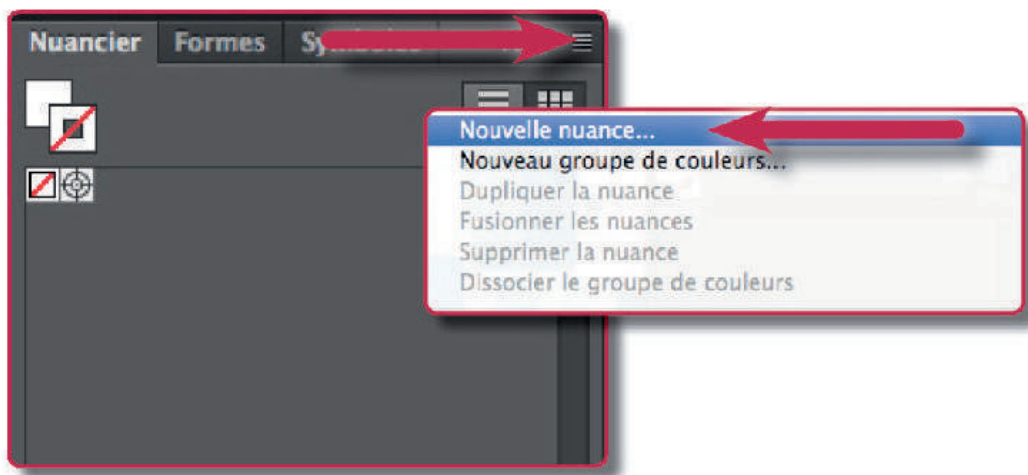 Nuancier Formes
Nouvelle nuance...
Nouveau groupe de couleurs...
Dupliquer la nuance
Fusionner les nuances
Supprimer la nuance
Dissocier le groupe de couleurs